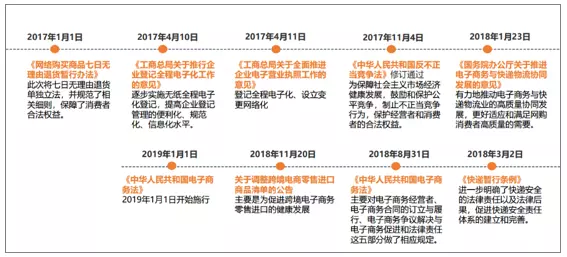 2017年1月1日
2017年4月10日
2017年4月11日
2017年11月4日
2018年1月23日
《网络购买商品七日无
理由退货暂行办法》
此次将七日无理由退货
单独立法，并规范了相
关细则，保障了消费者
合法权益。
《工商总局关于推行企
业登记全程电子化工作
的意见》
逐步实施无纸全程电子
化登记，提高企业登记
管理的便利化、规范
化、信息化水平。
《工商总局关于全面推进
企业电子营业执照工作的
意见》
登记全程电子化、设立变
更网络化
《中华人民共和国反不正
当竞争法》修订通过
为保障社会主义市场经济
健康发展，鼓励和保护公
平竞争，制止不正当竞争
行为，保护经营者和消费
者的合法权益。
《国务院办公厅关于推进
电子商务与快递物流协同
发展的意见》
有力地推动电子商务与快
递物流业的高质量协同发
展，更好适应和满足网购
消费者高质量的需要。
2019年1月1日
2018年11月20日
2018年8月31日
2018年3月2日
《中华人民共和国电子商
务法》
2019年1月1日开始施行
关于调整跨境电商零售进口
商品清单的公告
主要是为促进跨境电子商务
零售进口的健康发展
《中华人民共和国电子商
务法》
主要对电子商务经营者、
电子商务合同的订立与履
行、电子商务争议解决与
电子商务促进和法律责任
这五部分做了相应规定。
《快递暂行条例》
进一步明确了快递安全
的法律责任以及法律后
果，促进快递安全责任
体系的建立和完善。